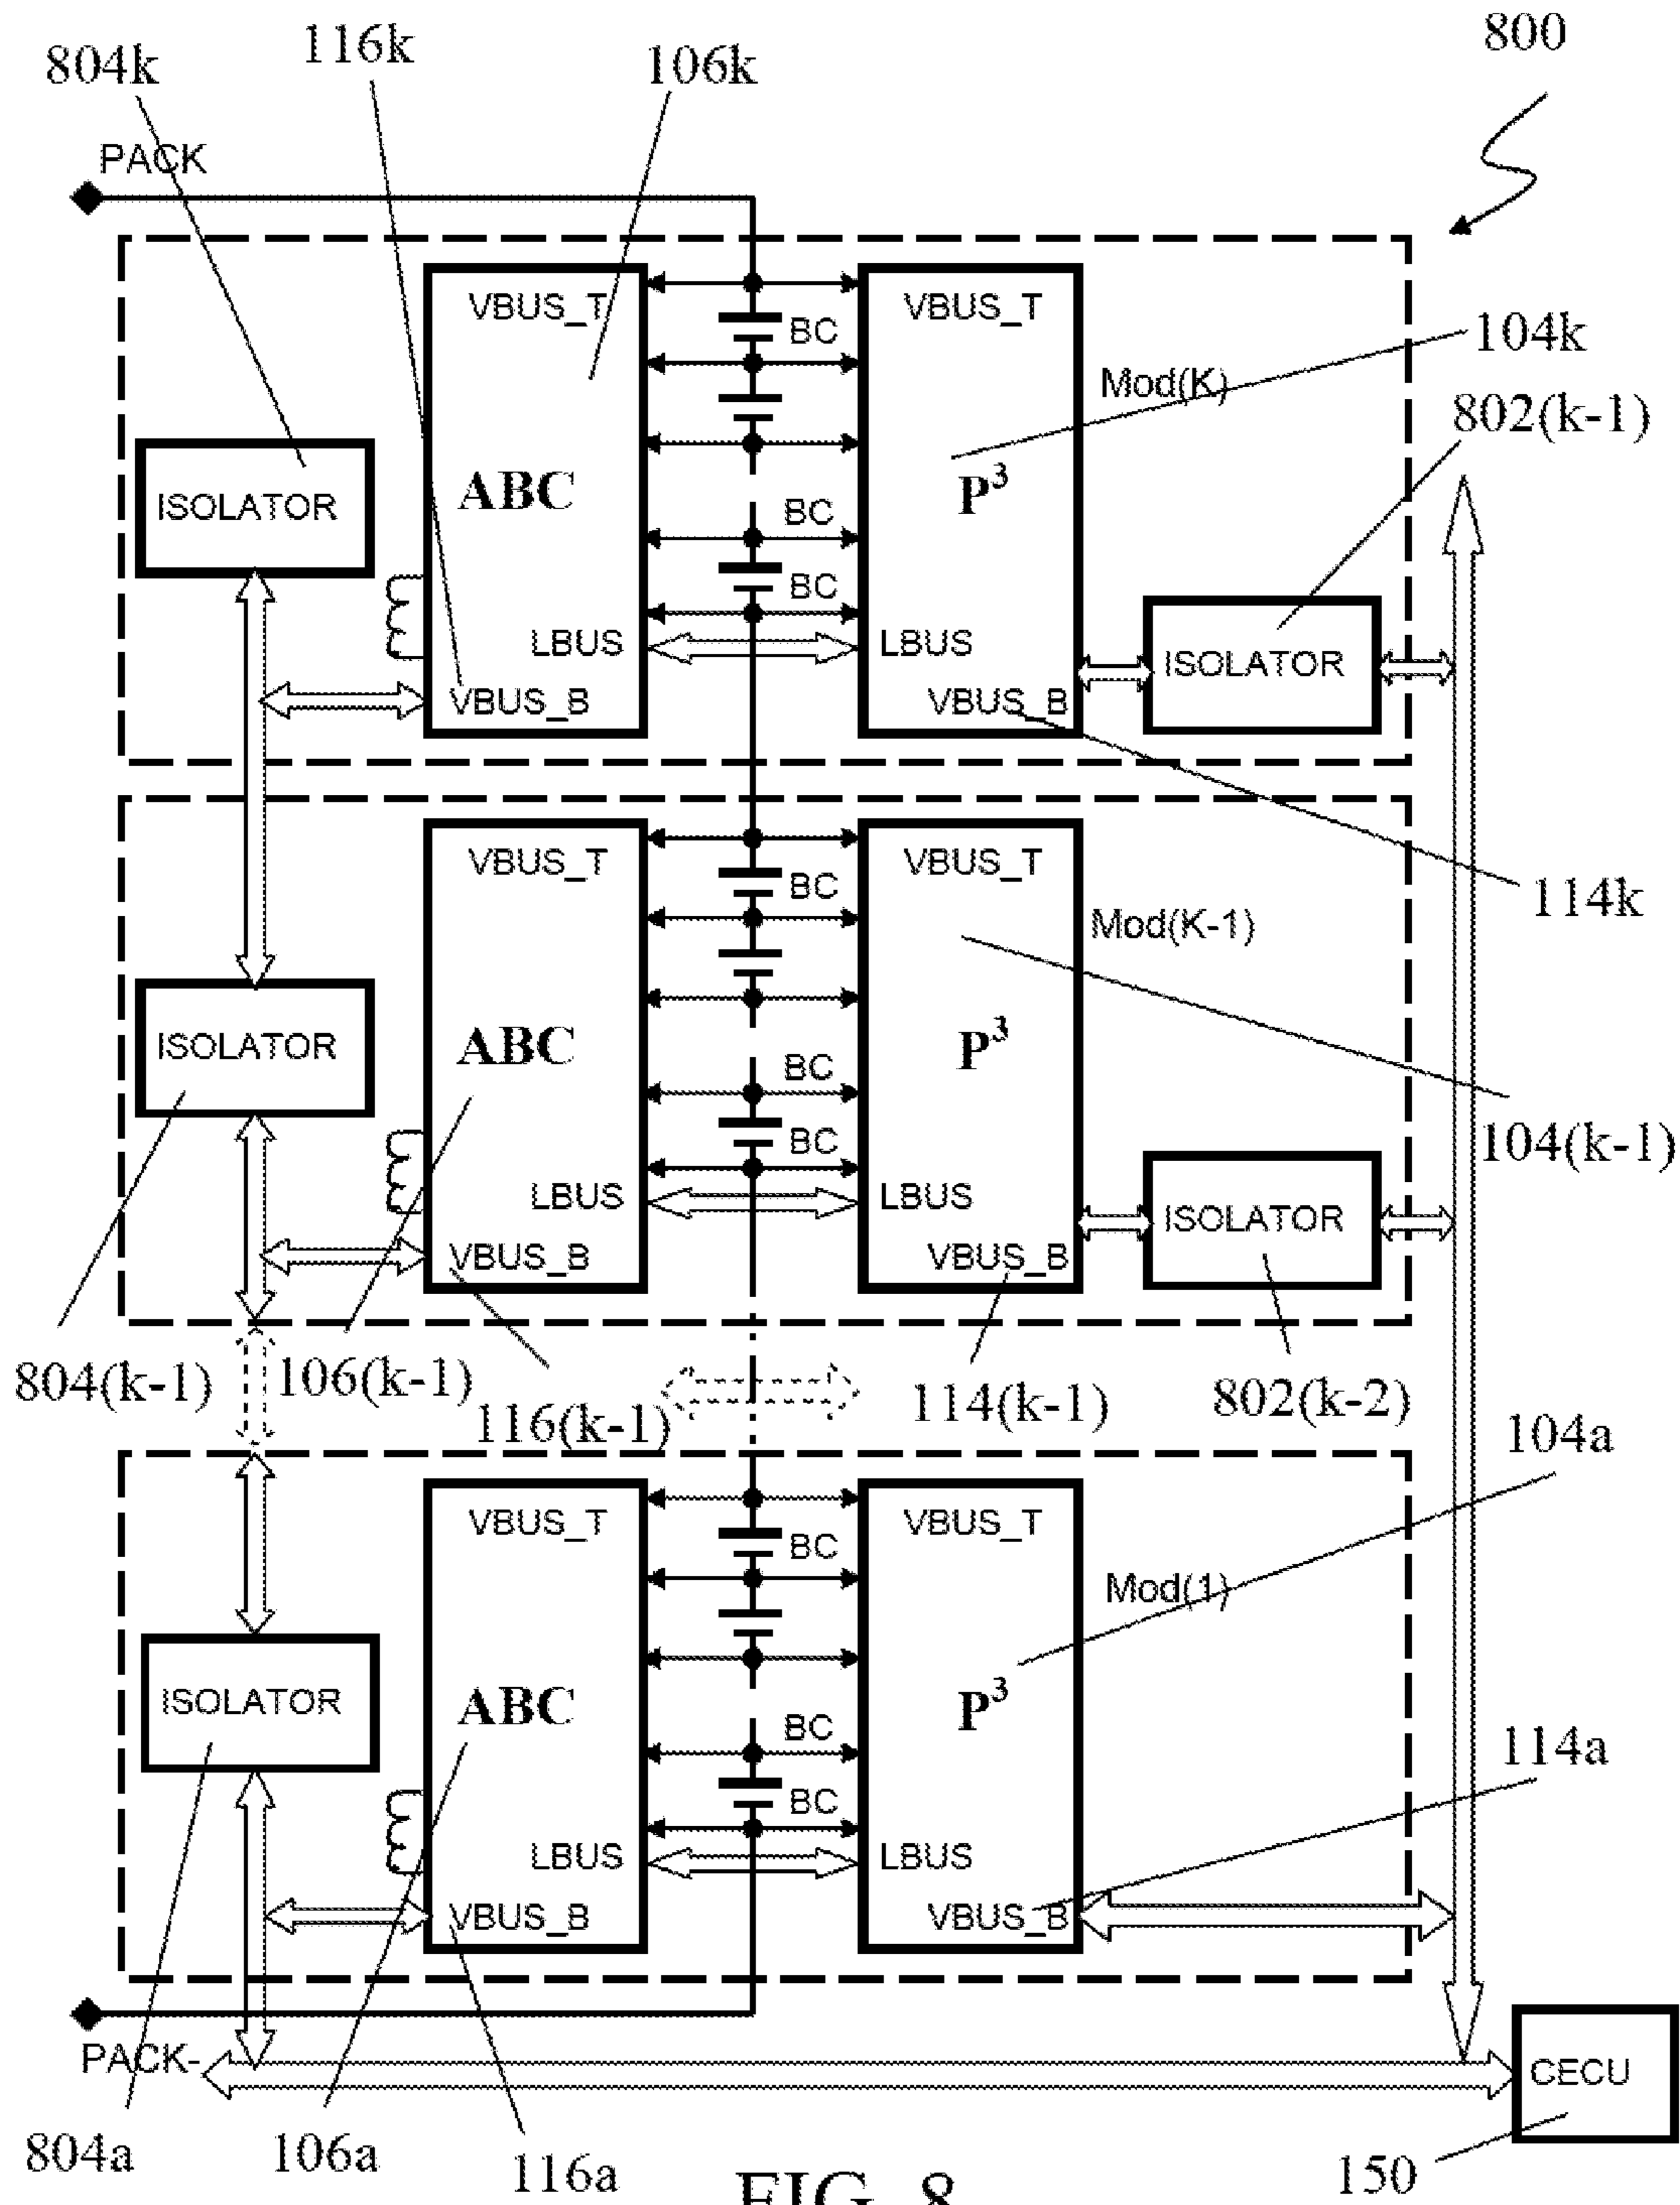 804k 116k 106k 800
PACK
VBUS_T BC VBUS_T
Mod(K) 104k
802(k-1)
ISOLATOR ABC BC P³
BC
LBUS LBUS ISOLATOR
VBUS_B VBUS_B
VBUS_T BC VBUS_T
Mod(K-1) 114k
ISOLATOR ABC BC P³
BC 104(k-1)
LBUS LBUS ISOLATOR
VBUS_B VBUS_B
804(k-1) 106(k-1) 116(k-1) 114(k-1) 802(k-2)
104a
VBUS_T BC VBUS_T
Mod(1)
ISOLATOR ABC BC P³
114a
BC
LBUS LBUS
VBUS_B VBUS_B
PACK-
CECU
804a 106a 116a 150
FIG. 8